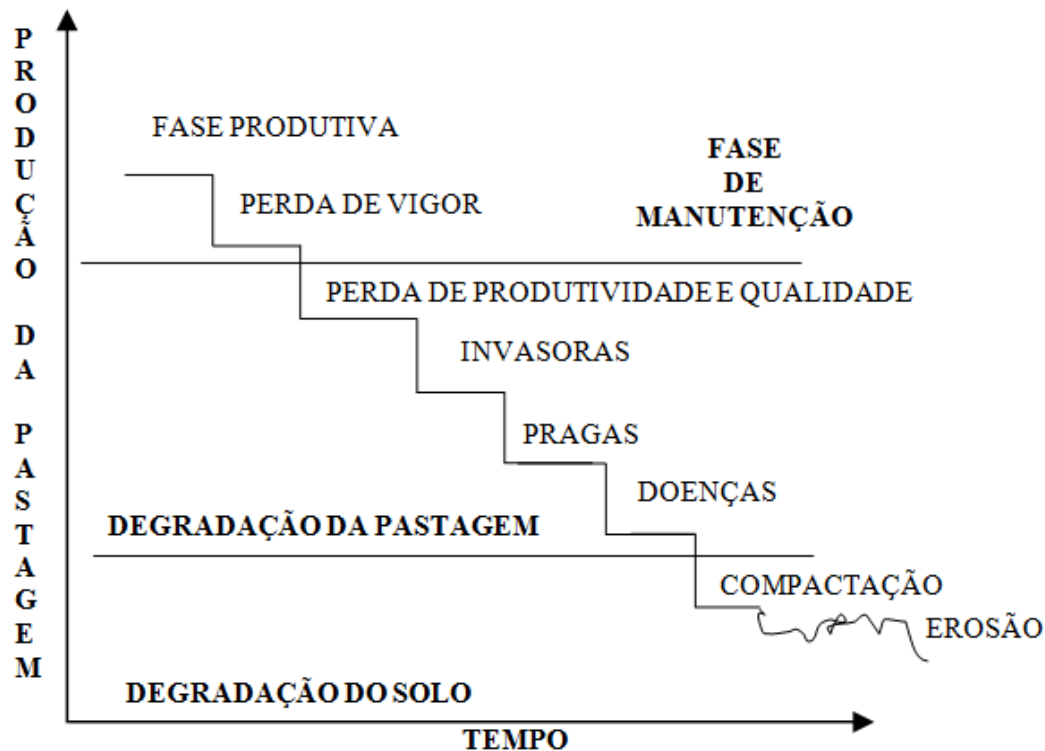 PRODUÇÃO DA PASTAGEM
FASE PRODUTIVA
FASE
DE
MANUTENÇÃO
PERDA DE VIGOR
PERDA DE PRODUTIVIDADE E QUALIDADE
INVASORAS
PRAGAS
DOENÇAS
DEGRADAÇÃO DA PASTAGEM
COMPACTAÇÃO
EROSÃO
DEGRADAÇÃO DO SOLO
TEMPO